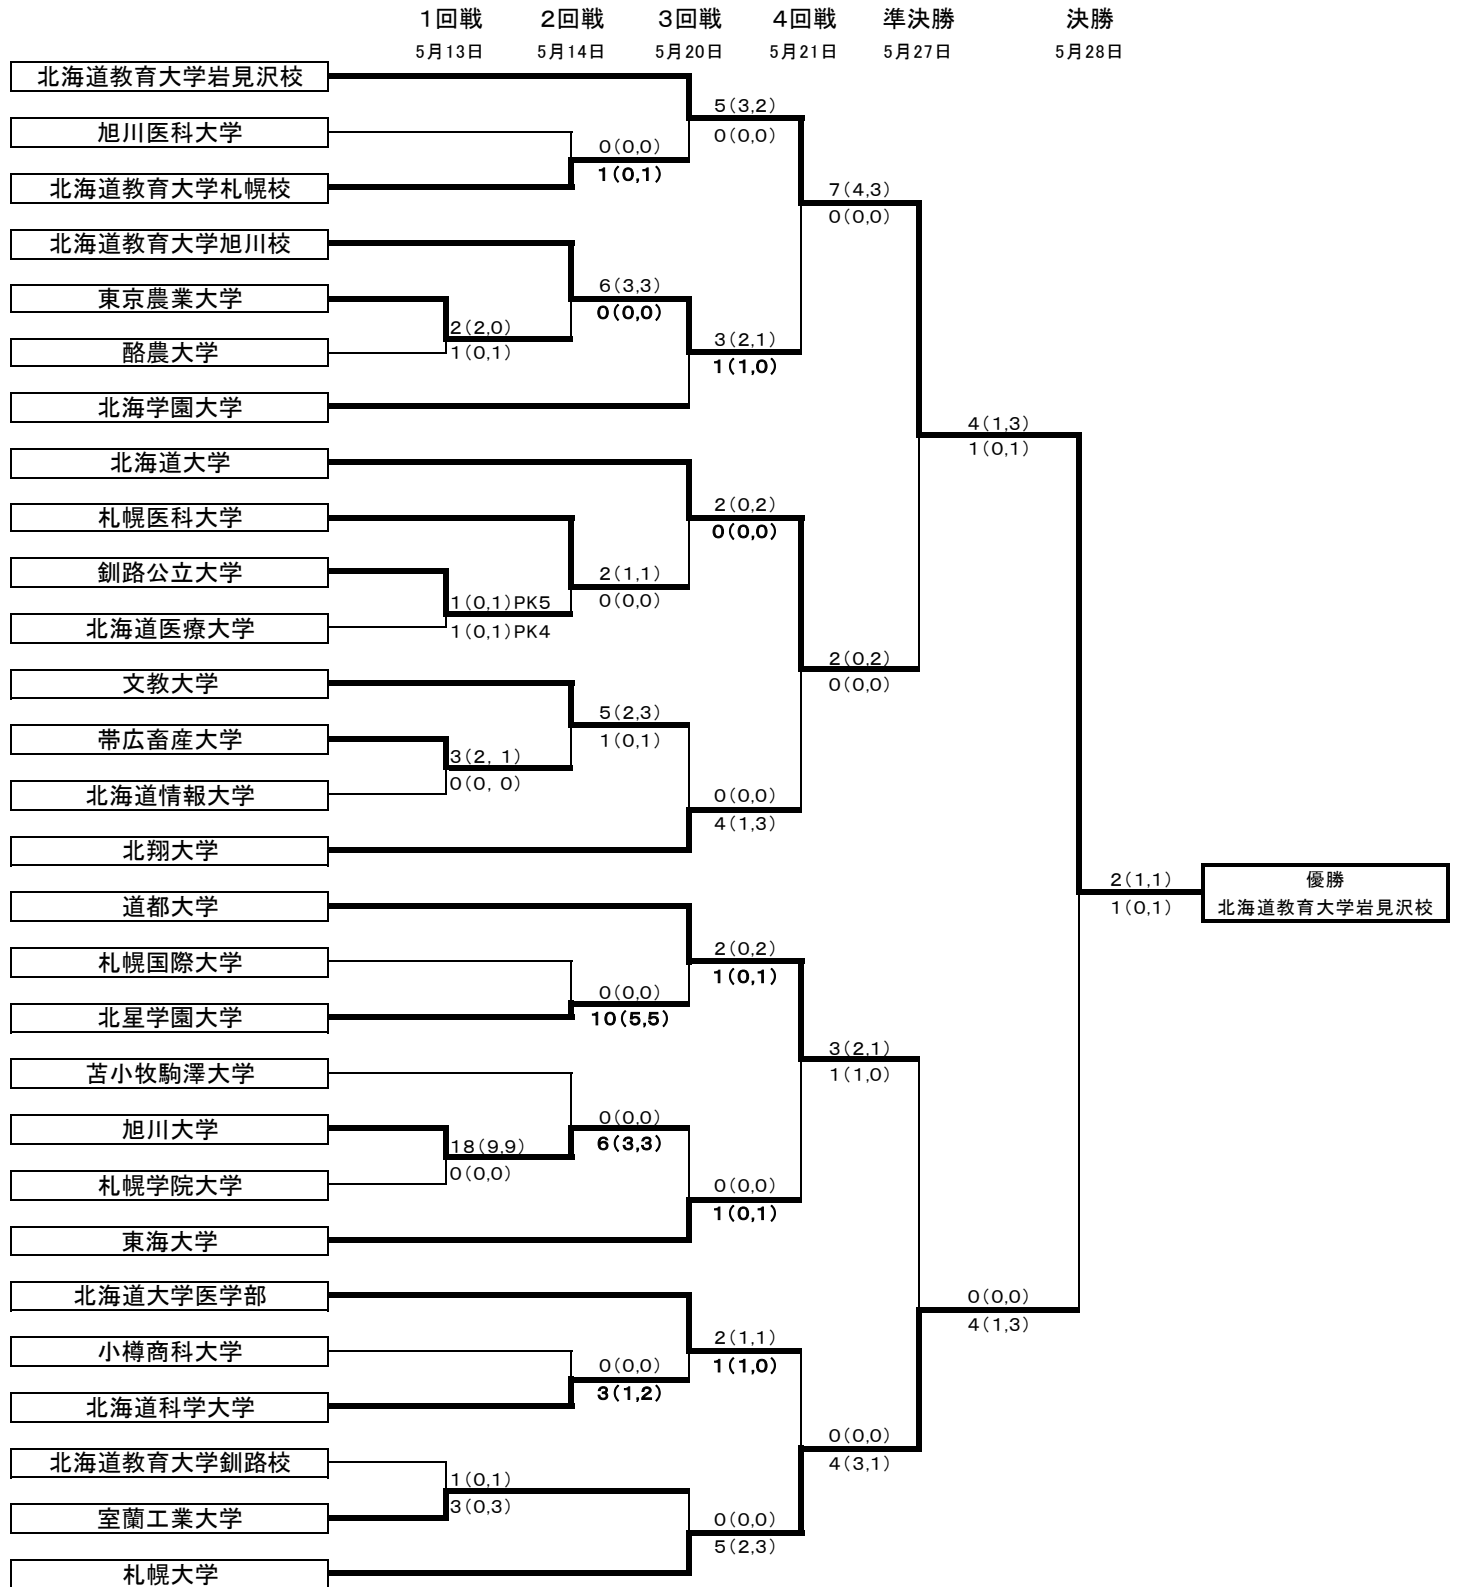 １回戦 ２回戦 ３回戦 ４回戦 準決勝 決勝
5月13日 5月14日 5月20日 5月21日 5月27日 5月28日
北海道教育大学岩見沢校
5(3,2)
旭川医科大学
0(0,0)
0(0,0)
1(0,1)
北海道教育大学札幌校
7(4,3)
0(0,0)
北海道教育大学旭川校
6(3,3)
東京農業大学
0(0,0)
2(2,0)
3(2,1)
酪農大学
1(0,1)
1(1,0)
北海学園大学
4(1,3)
1(0,1)
北海道大学
2(0,2)
札幌医科大学
0(0,0)
釧路公立大学
2(1,1)
0(0,0)
1(0,1)PK5
北海道医療大学
1(0,1)PK4
2(0,2)
0(0,0)
文教大学
5(2,3)
帯広畜産大学
1(0,1)
3(2, 1)
0(0, 0)
北海道情報大学
0(0,0)
4(1,3)
北翔大学
2(1,1)
優勝
1(0,1)
北海道教育大学岩見沢校
道都大学
2(0,2)
札幌国際大学
1(0,1)
0(0,0)
北星学園大学
10(5,5)
3(2,1)
苫小牧駒澤大学
1(1,0)
0(0,0)
旭川大学
6(3,3)
18(9,9)
0(0,0)
札幌学院大学
0(0,0)
1(0,1)
東海大学
北海道大学医学部
0(0,0)
4(1,3)
2(1,1)
小樽商科大学
0(0,0)
1(1,0)
3(1,2)
北海道科学大学
0(0,0)
北海道教育大学釧路校
4(3,1)
1(0,1)
3(0,3)
室蘭工業大学
0(0,0)
5(2,3)
札幌大学